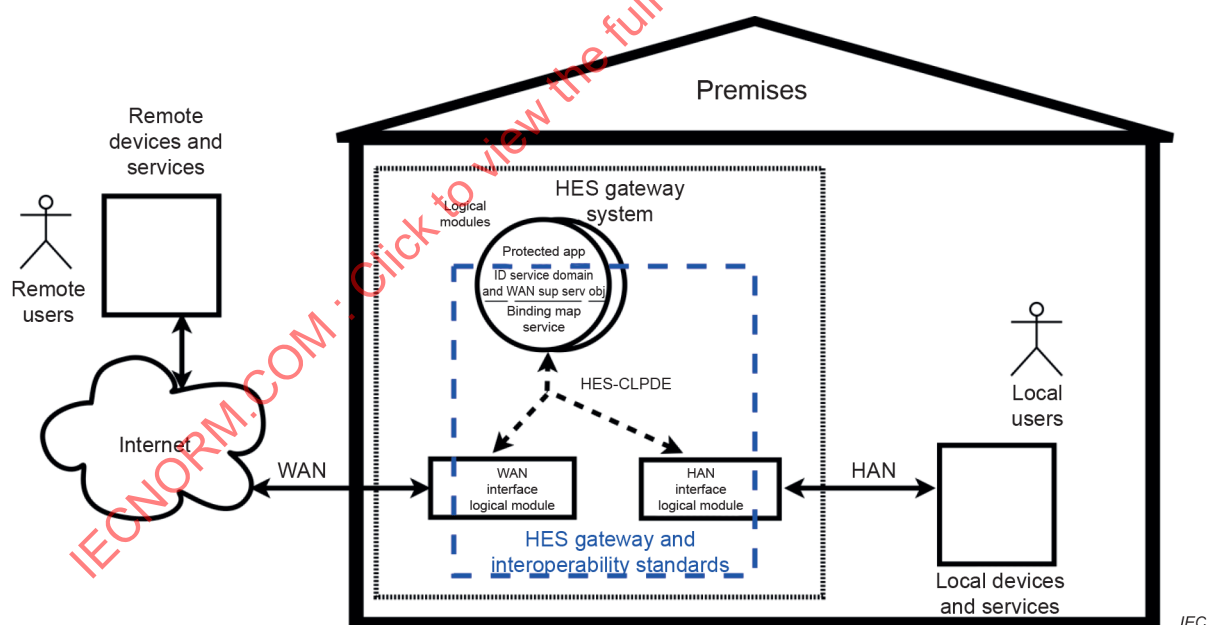 Premises
Remote
devices and
services
Remote
users
Internet
WAN
HES gateway
system
Logical
modules
Protected app
ID service domain
and WAN sup serv obj
Binding map
service
HES-CLPDE
WAN
interface
logical module
HAN
interface
logical module
HES gateway and
interoperability standards
HAN
Local
users
Local devices
and services
IEC
IECNORM.COM : Click to view the full